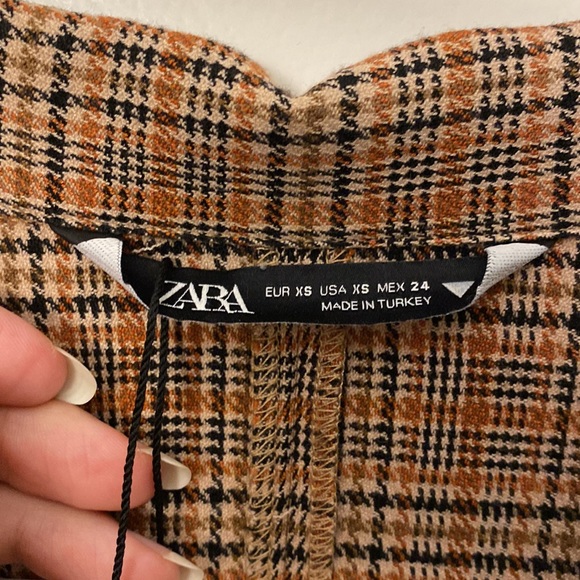 ZARA
EUR XS USA XS MEX 24
MADE IN TURKEY